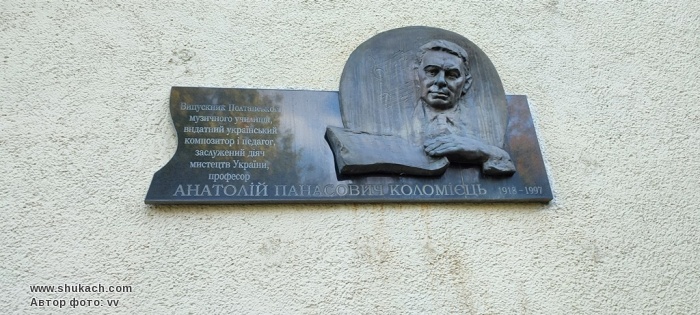 Випускник Полтавського
музичного училища,
видатний український
композитор і педагог,
заслужений діяч
мистецтв України,
професор
АНАТОЛІЙ ПАНАСОВИЧ КОЛОМІЄЦЬ 1918 - 1997
www.shukach.com
Автор фото: vv